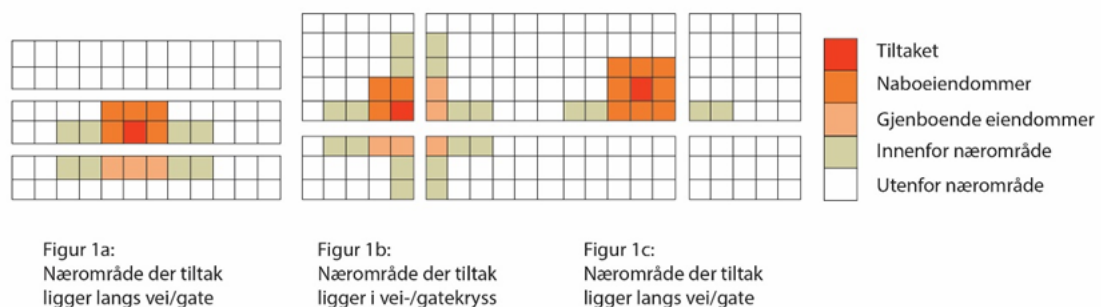 Tiltaket
Naboeiendommer
Gjenboende eiendommer
Innenfor nærområde
Utenfor nærområde
Figur 1a:
Nærområde der tiltak
ligger langs vei/gate
Figur 1b:
Nærområde der tiltak
ligger i vei-/gatekryss
Figur 1c:
Nærområde der tiltak
ligger langs vei/gate